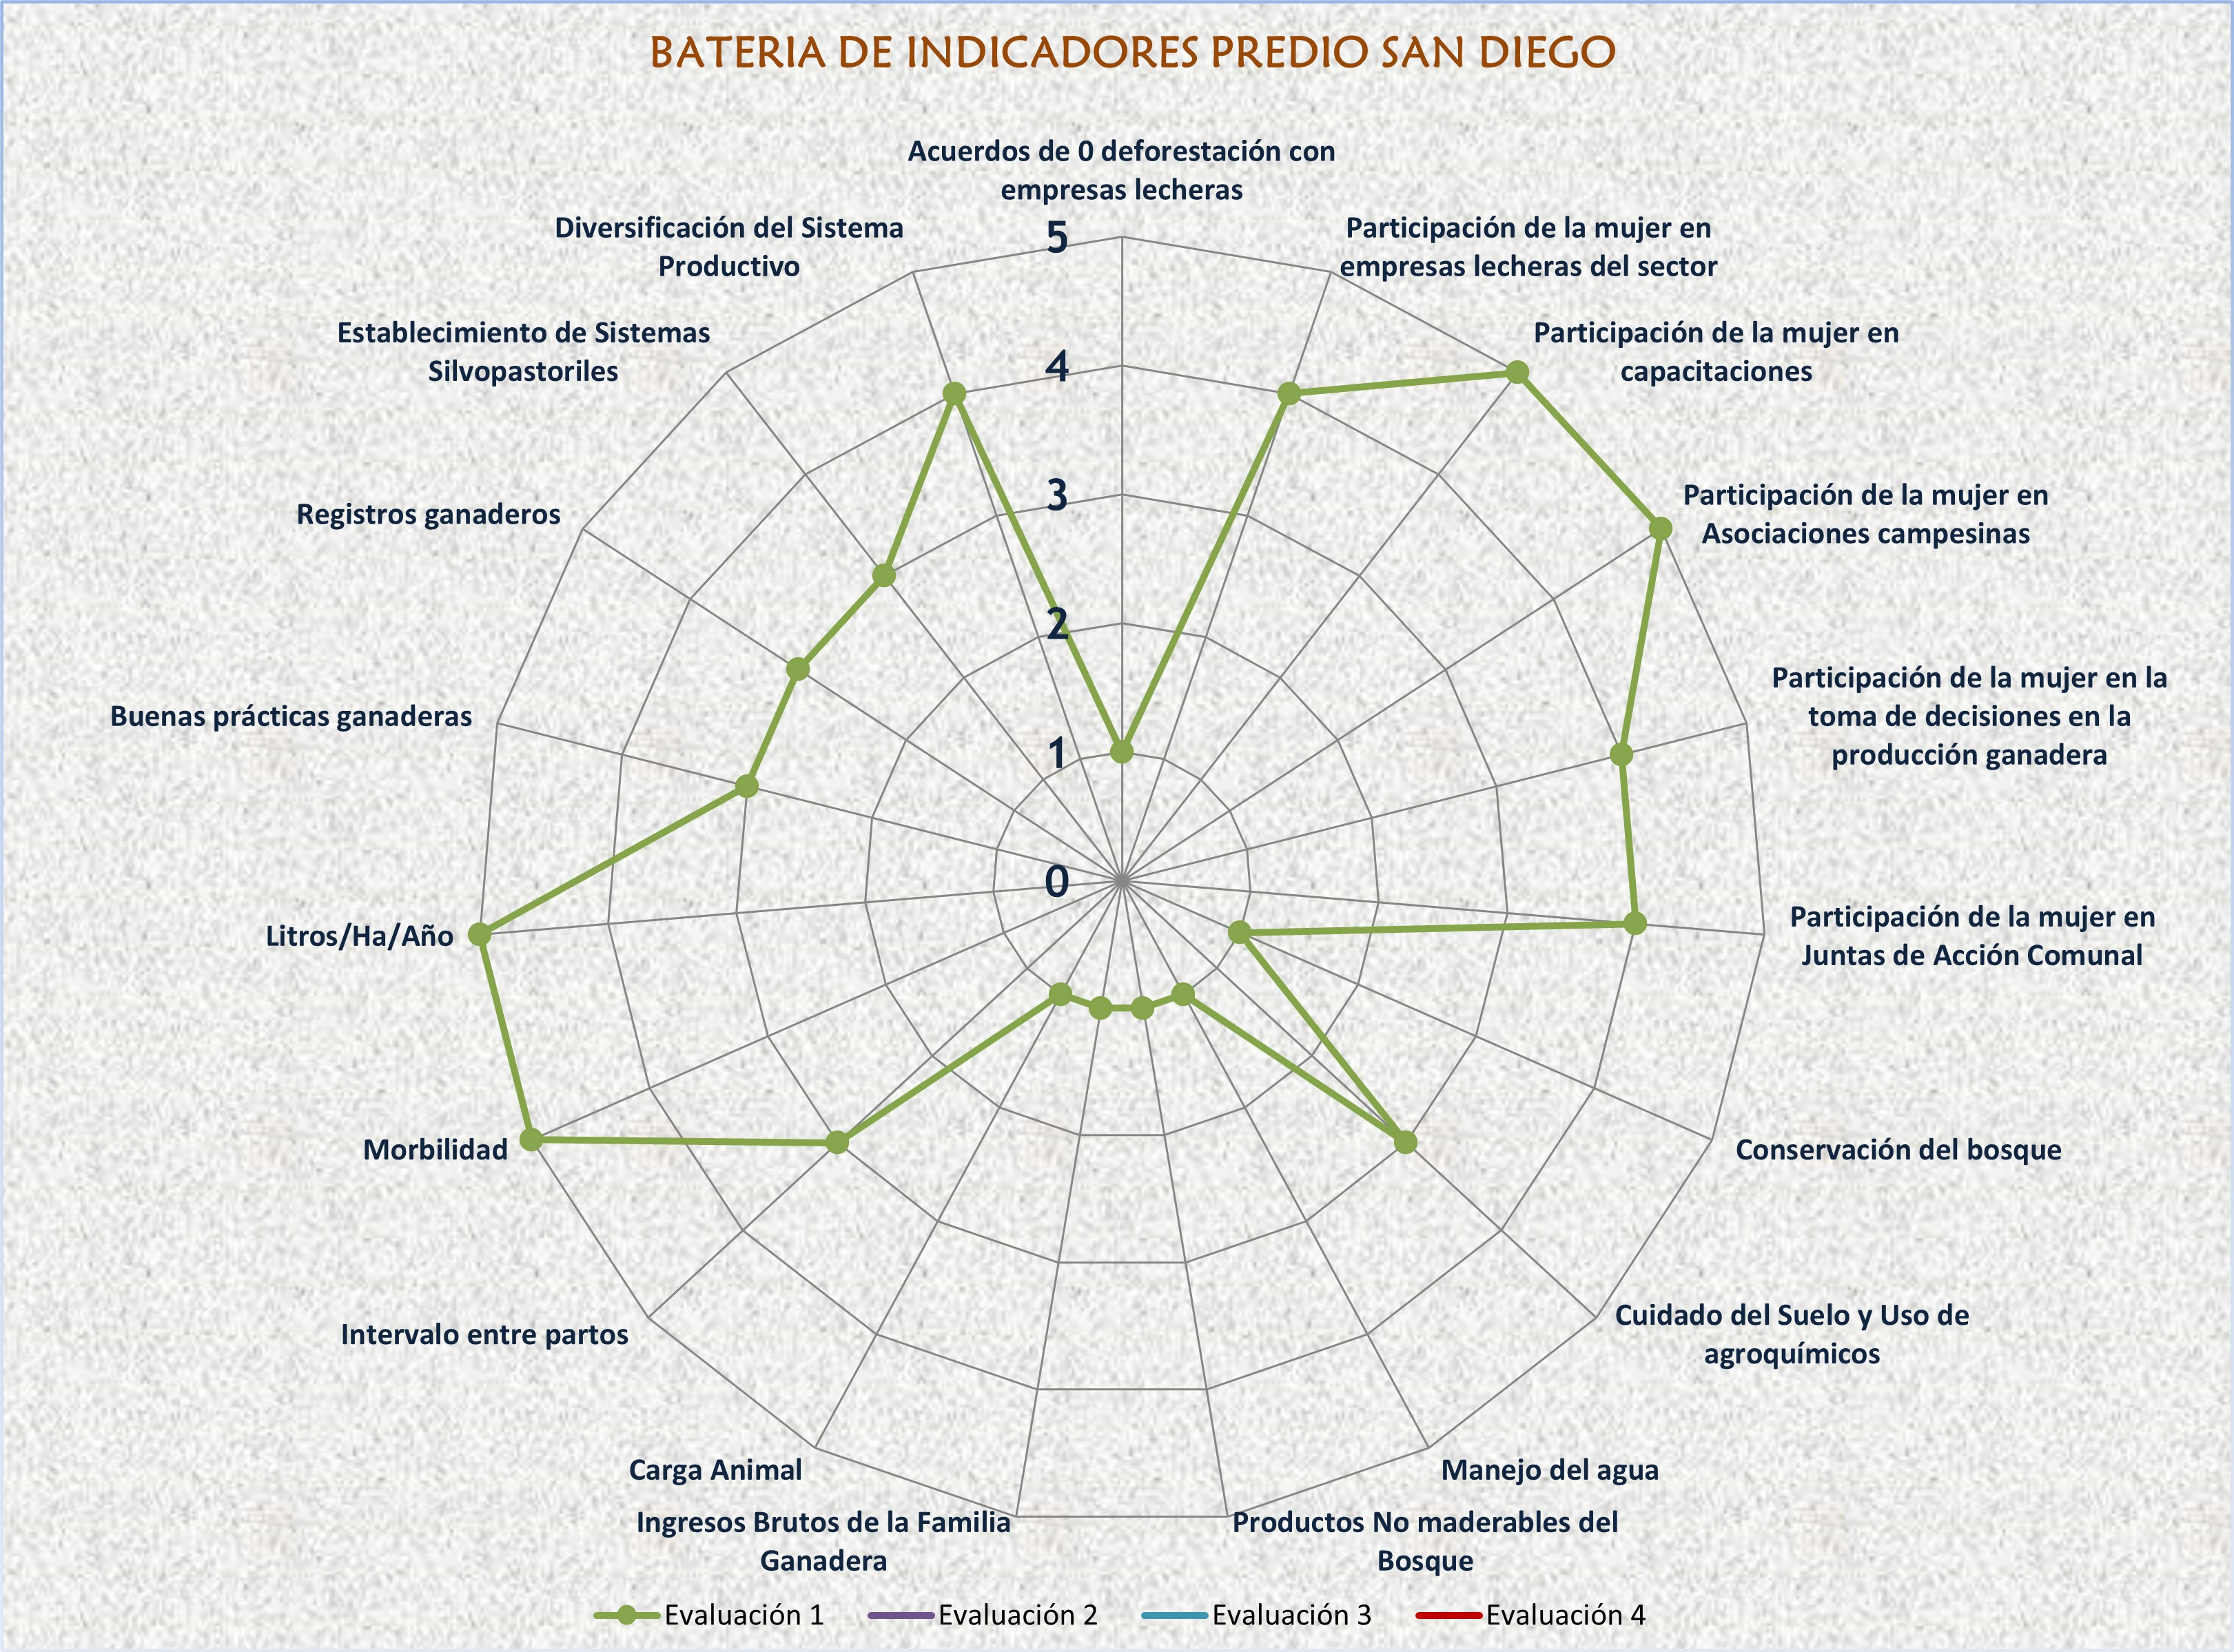 BATERIA DE INDICADORES PREDIO SAN DIEGO
Acuerdos de 0 deforestación con
empresas lecheras
Participación de la mujer en
empresas lecheras del sector
Participación de la mujer en
capacitaciones
Participación de la mujer en
Asociaciones campesinas
Participación de la mujer en la
toma de decisiones en la
producción ganadera
Participación de la mujer en
Juntas de Acción Comunal
Conservación del bosque
Cuidado del Suelo y Uso de
agroquímicos
Manejo del agua
Productos No maderables del
Bosque
Ingresos Brutos de la Familia
Ganadera
Carga Animal
Intervalo entre partos
Morbilidad
Litros/Ha/Año
Buenas prácticas ganaderas
Registros ganaderos
Establecimiento de Sistemas
Silvopastoriles
Diversificación del Sistema
Productivo
5
4
3
2
1
0
Evaluación 1
Evaluación 2
Evaluación 3
Evaluación 4